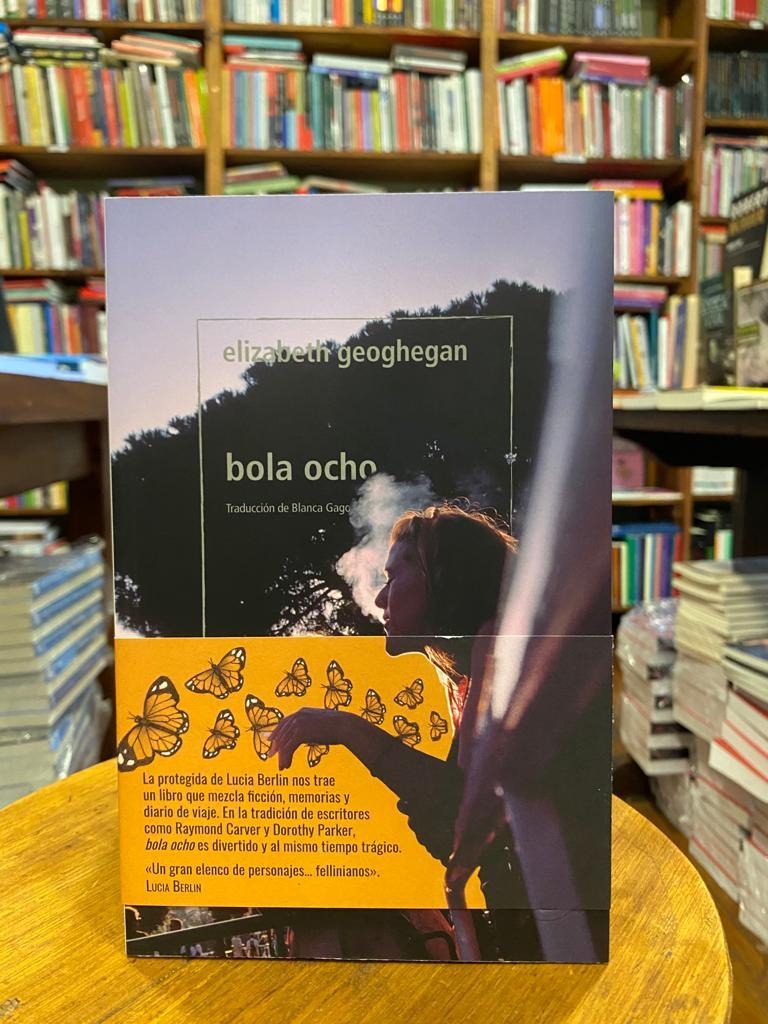 elizabeth geoghegan
bola ocho
Traducción de Blanca Gago
La protegida de Lucia Berlin nos trae
un libro que mezcla ficción, memorias y
diario de viaje. En la tradición de escritores
como Raymond Carver y Dorothy Parker,
bola ocho es divertido y al mismo tiempo trágico.
«Un gran elenco de personajes... fellinianos».
LUCIA BERLIN